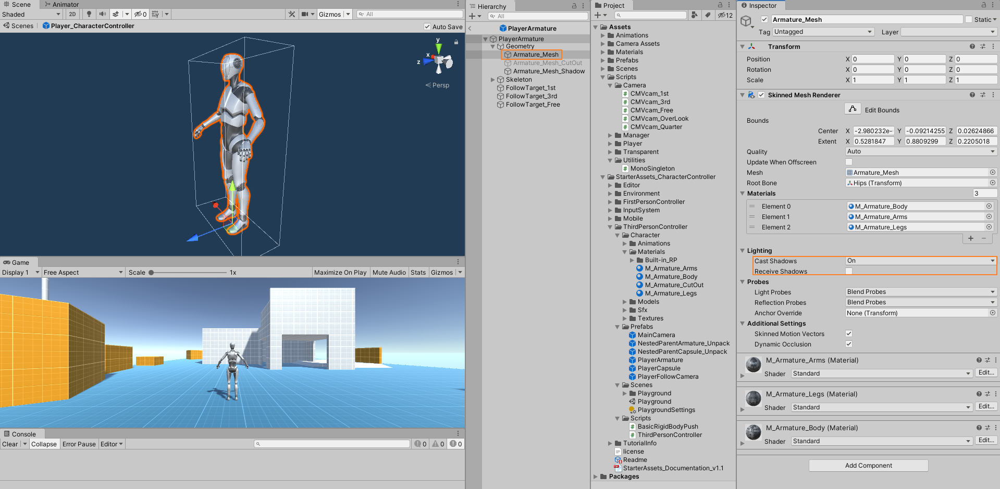 Scene
Animator
Shaded
2D
0
Gizmos
All
Scenes
Player_CharacterController
Auto Save
y
x
z
Persp
Game
Display 1
Free Aspect
Scale
1x
Maximize On Play
Mute Audio
Stats
Gizmos
Console
Clear
Collapse
Error Pause
Editor
0
0
0
Hierarchy
All
PlayerArmature
PlayerArmature
Geometry
Armature_Mesh
Armature_Mesh_CutOut
Armature_Mesh_Shadow
Skeleton
FollowTarget_1st
FollowTarget_3rd
FollowTarget_Free
Project
12
Assets
Animations
Camera Assets
Materials
Prefabs
Scenes
Scripts
Camera
CMVcam_1st
CMVcam_3rd
CMVcam_Free
CMVcam_OverLook
CMVcam_Quarter
Manager
Player
Transparent
Utilities
MonoSingleton
StarterAssets_CharacterController
Editor
Environment
FirstPersonController
InputSystem
Mobile
ThirdPersonController
Character
Animations
Materials
Built-in_RP
M_Armature_Arms
M_Armature_Body
M_Armature_CutOut
M_Armature_Legs
Models
Sfx
Textures
Prefabs
MainCamera
NestedParentArmature_Unpack
NestedParentCapsule_Unpack
PlayerArmature
PlayerCapsule
PlayerFollowCamera
Scenes
Playground
Playground
PlaygroundSettings
Scripts
BasicRigidBodyPush
ThirdPersonController
TutorialInfo
license
Readme
StarterAssets_Documentation_v1.1
Packages
Inspector
Armature_Mesh
Static
Tag Untagged
Layer
Transform
Position X 0 Y 0 Z 0
Rotation X 0 Y 0 Z 0
Scale X 1 Y 1 Z 1
Skinned Mesh Renderer
Edit Bounds
Bounds
Center X -2.980232e- Y -0.09214255 Z 0.02624866
Extent X 0.5281847 Y 0.8809299 Z 0.2205018
Quality Auto
Update When Offscreen
Mesh Armature_Mesh
Root Bone Hips (Transform)
Materials 3
Element 0 M_Armature_Body
Element 1 M_Armature_Arms
Element 2 M_Armature_Legs
+ −
Lighting
Cast Shadows On
Receive Shadows
Probes
Light Probes Blend Probes
Reflection Probes Blend Probes
Anchor Override None (Transform)
Additional Settings
Skinned Motion Vectors
Dynamic Occlusion
M_Armature_Arms (Material)
Shader Standard Edit...
M_Armature_Legs (Material)
Shader Standard Edit...
M_Armature_Body (Material)
Shader Standard Edit...
Add Component